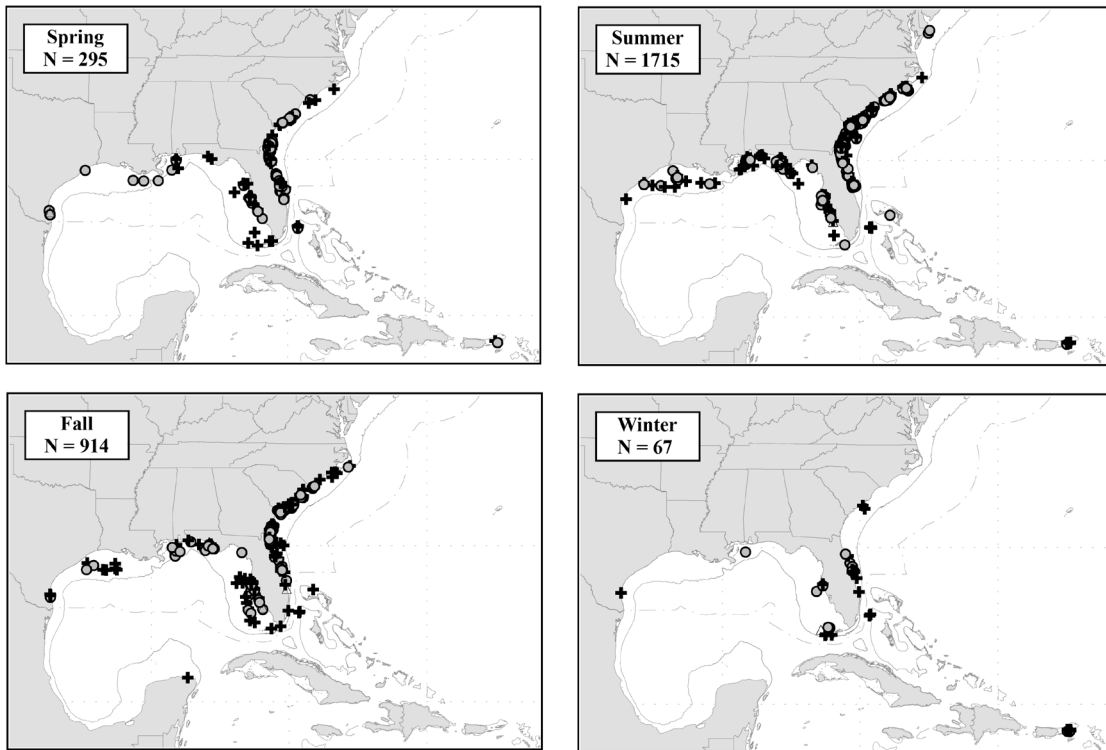 Spring
N = 295
Summer
N = 1715
Fall
N = 914
Winter
N = 67